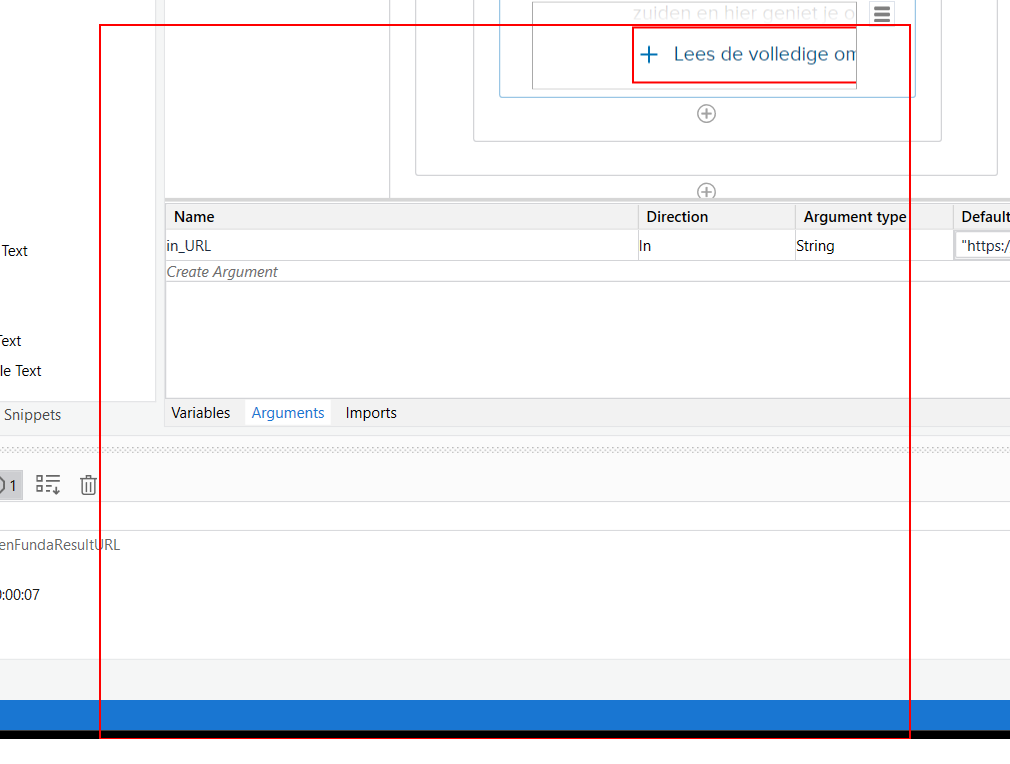 zuiden en hier geniet je o
Lees de volledige om
Name Direction Argument type Default
in_URL In String "https:/
Create Argument
Text
Text
le Text
Snippets
Variables Arguments Imports
1
enFundaResultURL
0:00:07